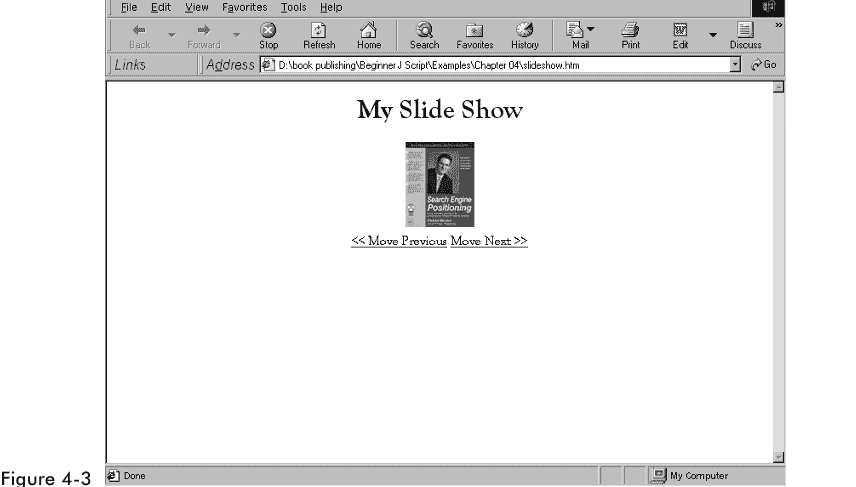 File Edit View Favorites Tools Help
Back Forward Stop Refresh Home Search Favorites History Mail Print Edit Discuss »
Links Address D:\book publishing\Beginner J Script\Examples\Chapter 04\slideshow.htm Go
My Slide Show
Search Engine
Positioning
<< Move Previous Move Next >>
Done My Computer
Figure 4-3